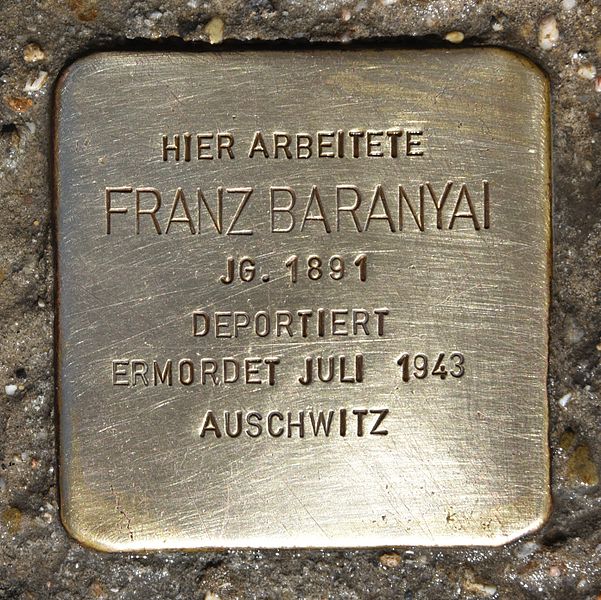 HIER ARBEITETE
FRANZ BARANYAI
JG. 1891
DEPORTIERT
ERMORDET JULI 1943
AUSCHWITZ